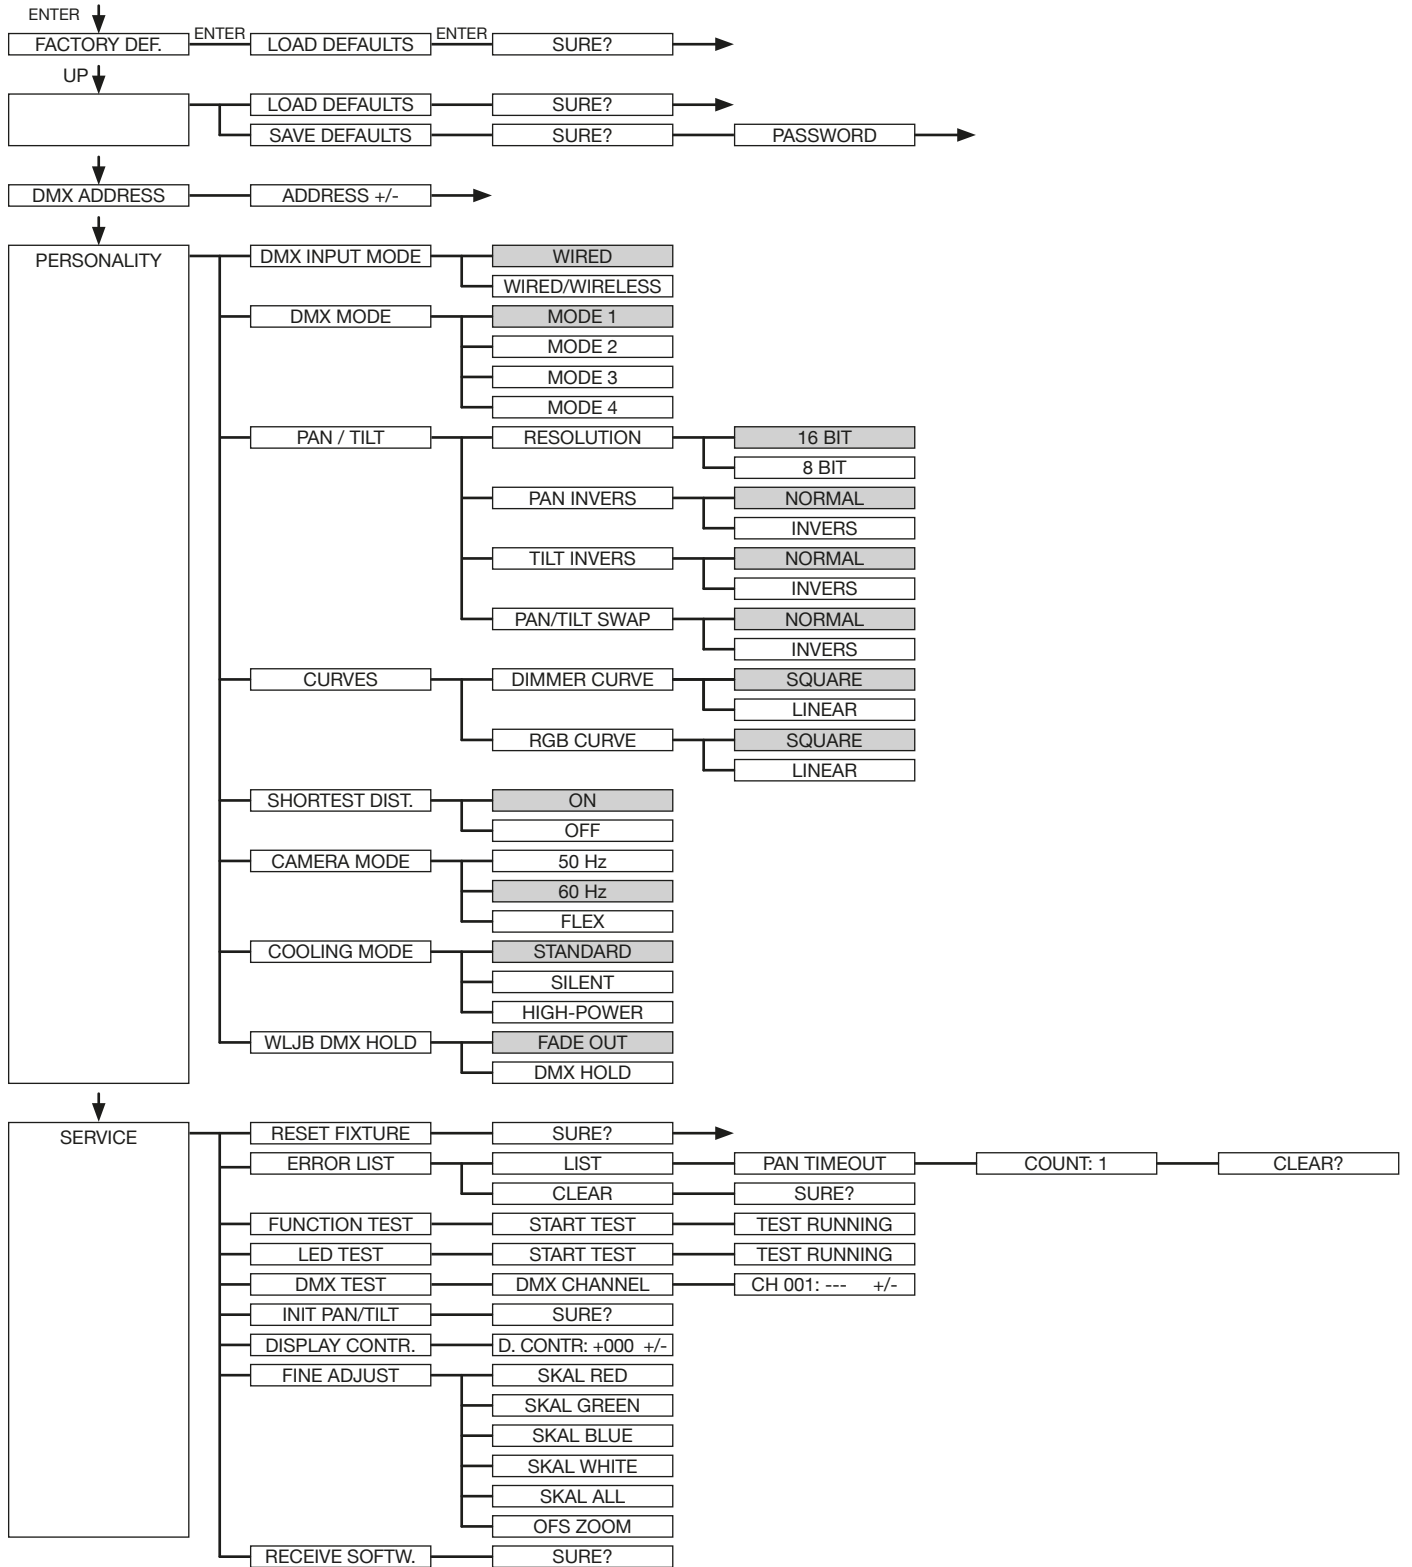 ENTER
FACTORY DEF. ENTER LOAD DEFAULTS ENTER SURE?
UP
LOAD DEFAULTS SURE?
SAVE DEFAULTS SURE? PASSWORD
DMX ADDRESS ADDRESS +/-
PERSONALITY DMX INPUT MODE WIRED
WIRED/WIRELESS
DMX MODE MODE 1
MODE 2
MODE 3
MODE 4
PAN / TILT RESOLUTION 16 BIT
8 BIT
PAN INVERS NORMAL
INVERS
TILT INVERS NORMAL
INVERS
PAN/TILT SWAP NORMAL
INVERS
CURVES DIMMER CURVE SQUARE
LINEAR
RGB CURVE SQUARE
LINEAR
SHORTEST DIST. ON
OFF
CAMERA MODE 50 Hz
60 Hz
FLEX
COOLING MODE STANDARD
SILENT
HIGH-POWER
WLJB DMX HOLD FADE OUT
DMX HOLD
SERVICE RESET FIXTURE SURE?
ERROR LIST LIST PAN TIMEOUT COUNT: 1 CLEAR?
CLEAR SURE?
FUNCTION TEST START TEST TEST RUNNING
LED TEST START TEST TEST RUNNING
DMX TEST DMX CHANNEL CH 001: --- +/-
INIT PAN/TILT SURE?
DISPLAY CONTR. D. CONTR: +000 +/-
FINE ADJUST SKAL RED
SKAL GREEN
SKAL BLUE
SKAL WHITE
SKAL ALL
OFS ZOOM
RECEIVE SOFTW. SURE?